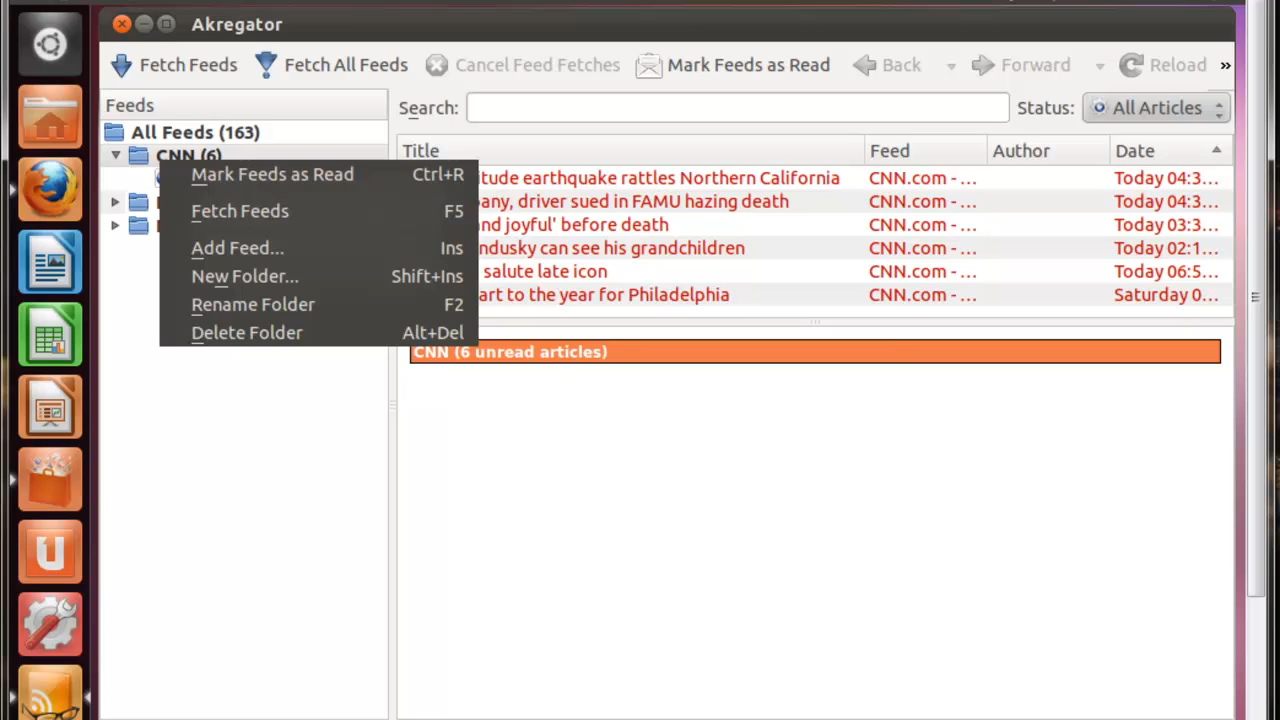 Akregator
Fetch Feeds Fetch All Feeds Cancel Feed Fetches Mark Feeds as Read Back Forward Reload »
Feeds
Search: Status: All Articles
All Feeds (163)
CNN (6)
Title Feed Author Date
Mark Feeds as Read Ctrl+R
Fetch Feeds F5
Add Feed... Ins
New Folder... Shift+Ins
Rename Folder F2
Delete Folder Alt+Del
itude earthquake rattles Northern California CNN.com - ... Today 04:3...
any, driver sued in FAMU hazing death CNN.com - ... Today 03:3...
nd joyful' before death CNN.com - ... Today 03:3...
ndusky can see his grandchildren CNN.com - ... Today 02:1...
salute late icon CNN.com - ... Today 06:5...
art to the year for Philadelphia CNN.com - ... Saturday 0...
CNN (6 unread articles)